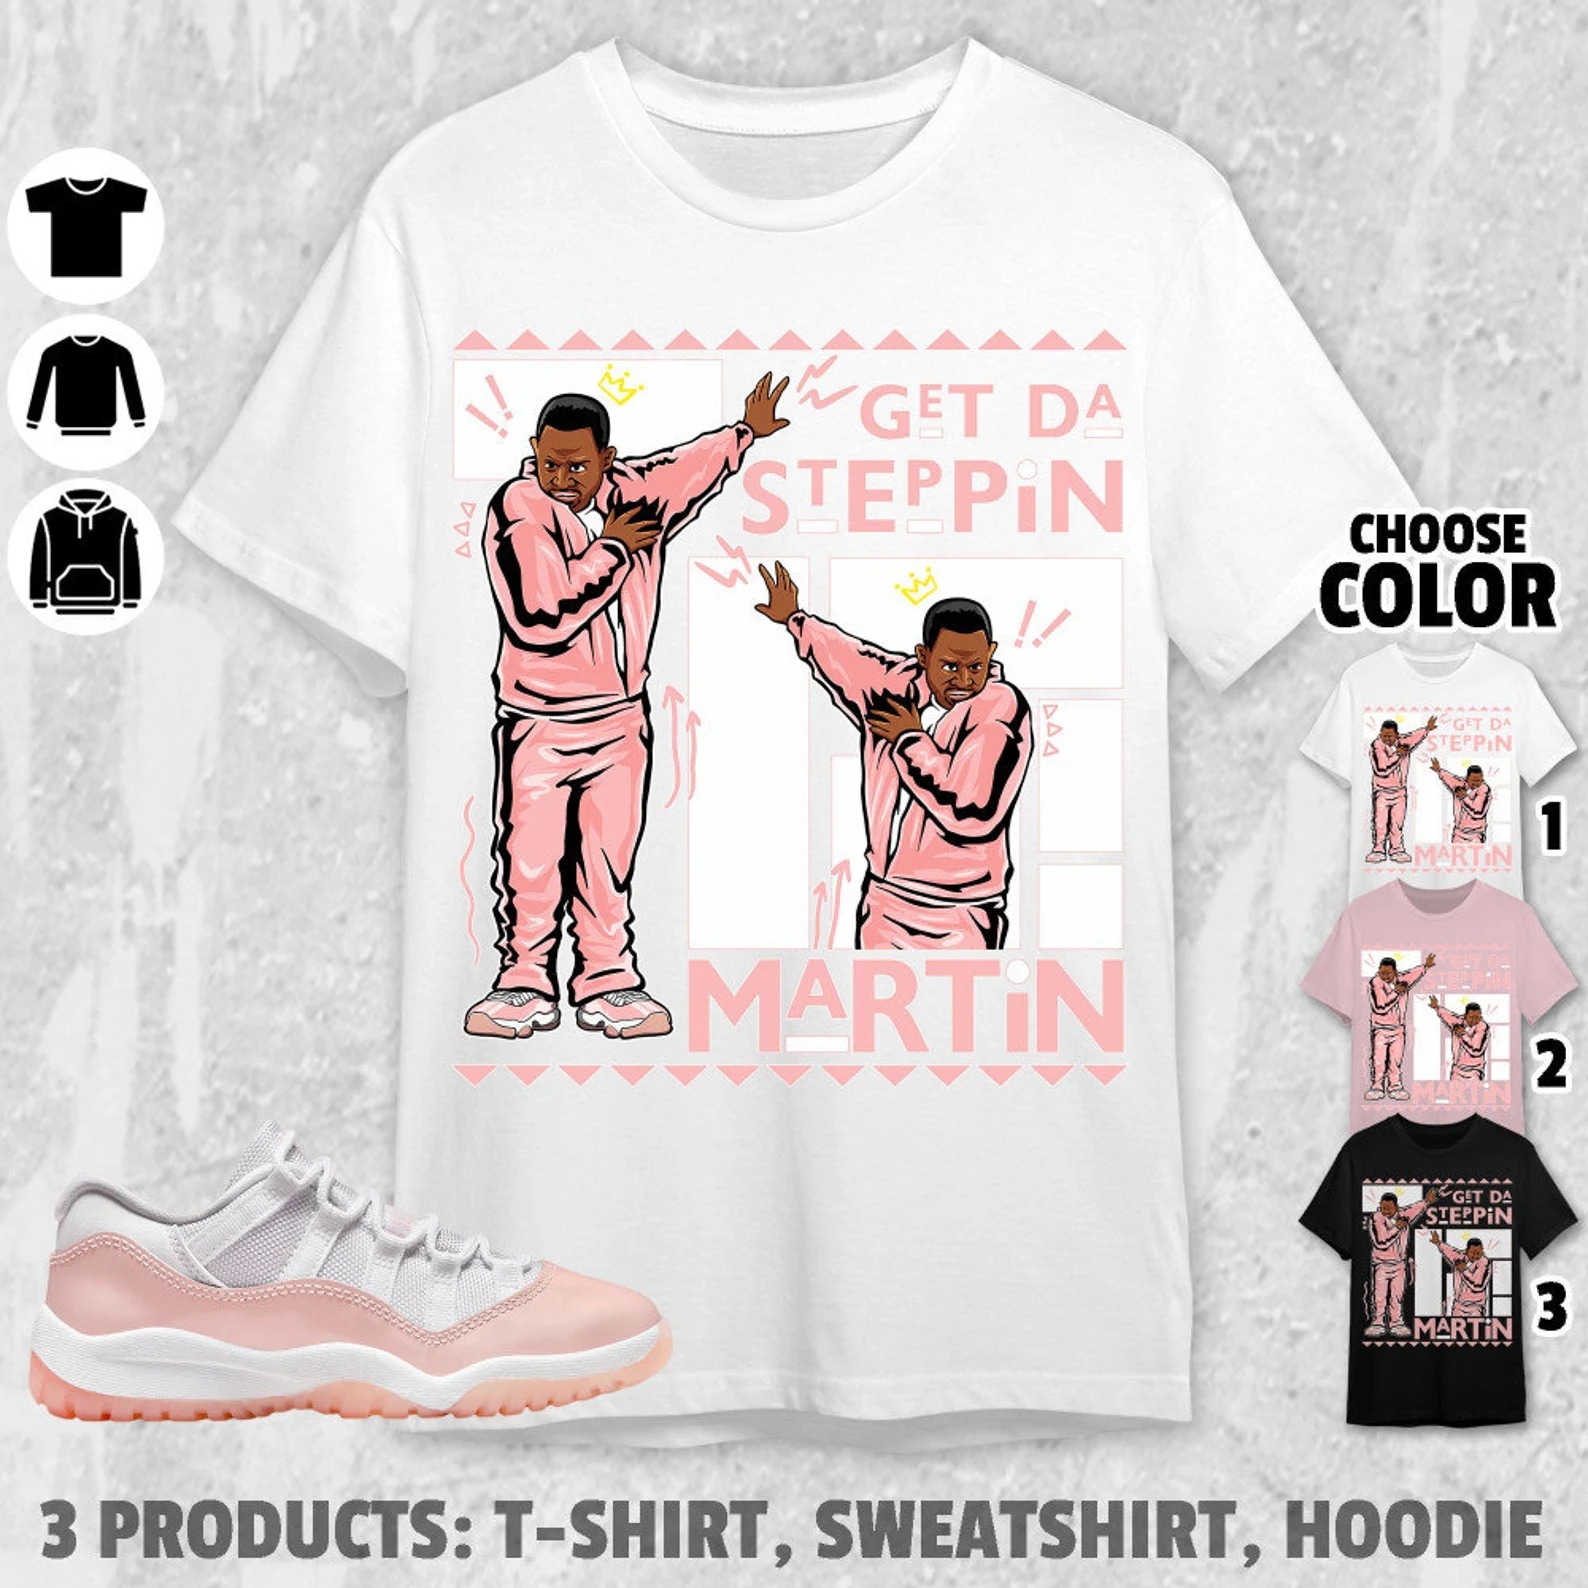 GET DA
STEPPiN
!!
!!
MARTiN
CHOOSE
COLOR
GET DA
STEPPiN
MARTiN
1
GET DA
STEPPiN
MARTiN
2
GET DA
STEPPiN
MARTiN
3
3 PRODUCTS: T-SHIRT, SWEATSHIRT, HOODIE